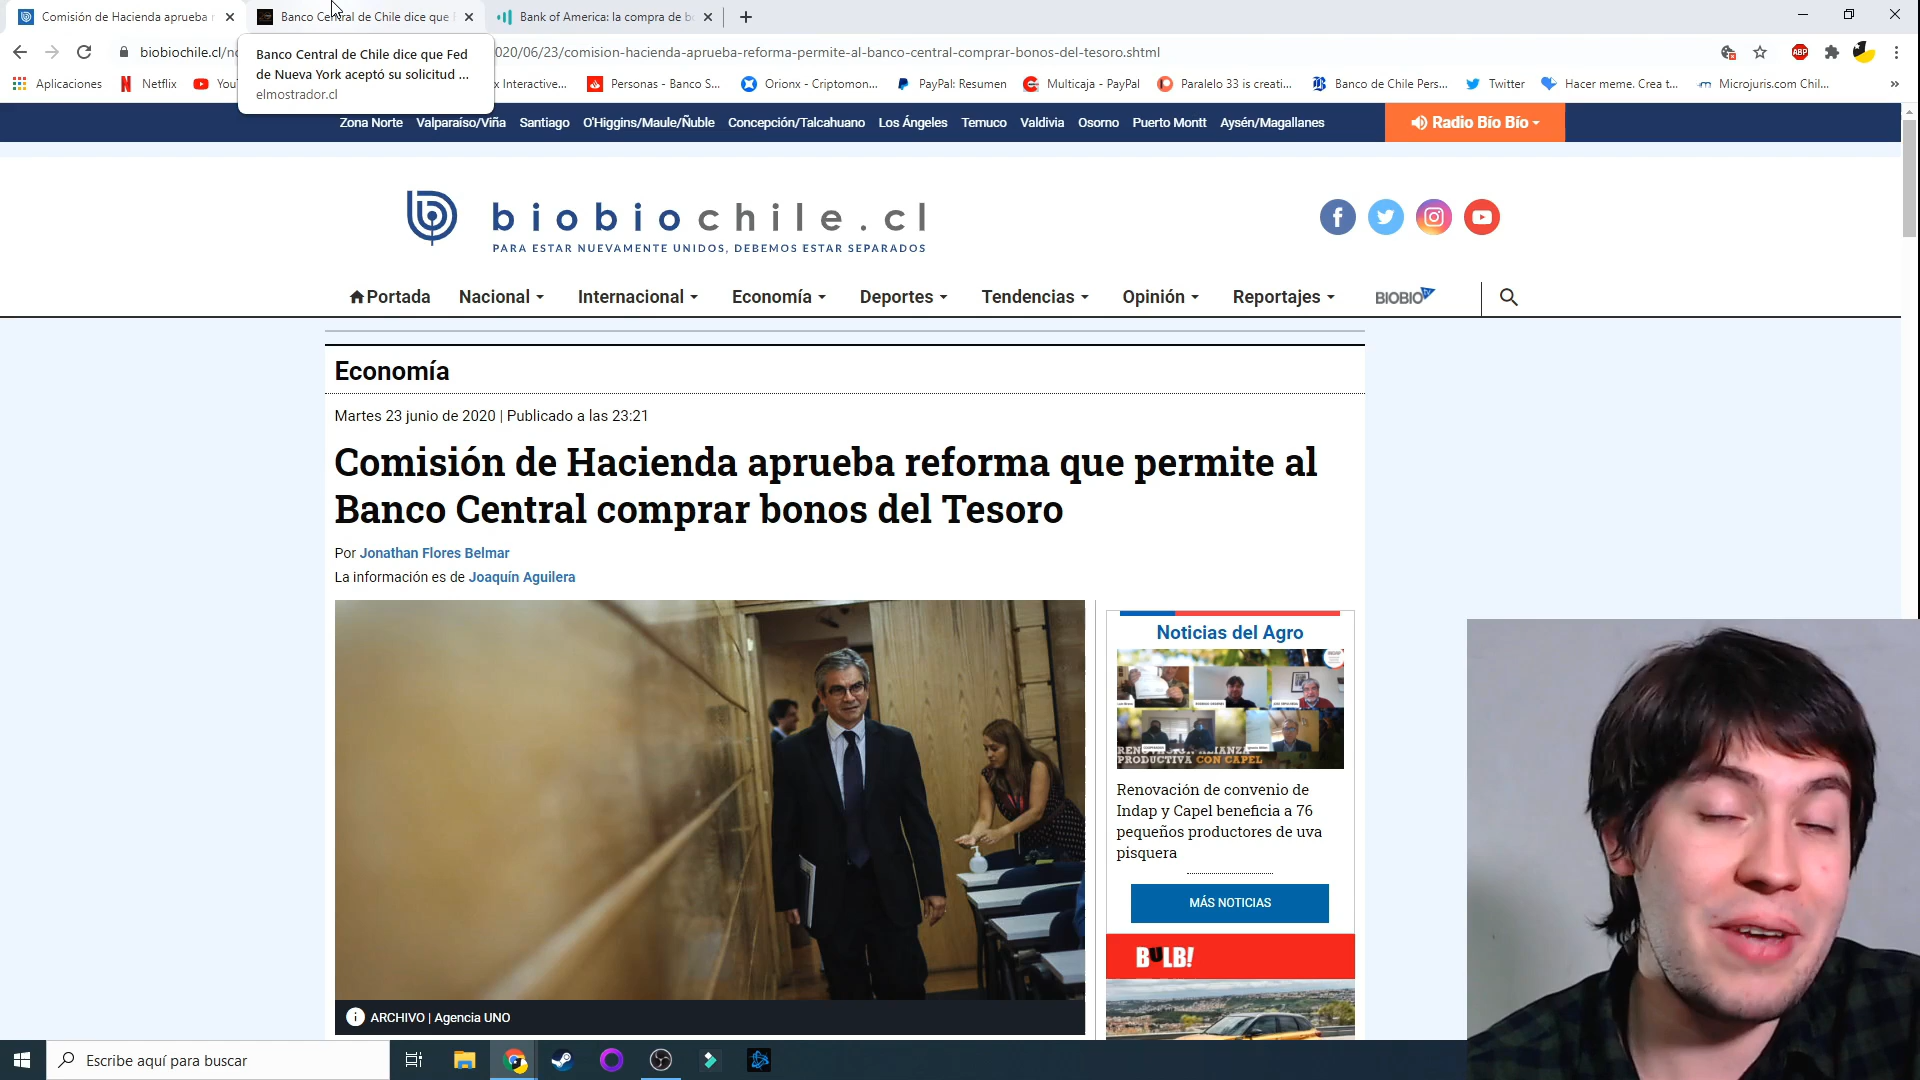 Comisión de Hacienda aprueba r
Banco Central de Chile dice que F
Bank of America: la compra de b
biobiochile.cl/no
020/06/23/comision-hacienda-aprueba-reforma-permite-al-banco-central-comprar-bonos-del-tesoro.shtml
ABP
Banco Central de Chile dice que Fed
de Nueva York aceptó su solicitud ...
elmostrador.cl
Aplicaciones
Netflix
You
x Interactive...
Personas - Banco S...
Orionx - Criptomon...
PayPal: Resumen
Multicaja - PayPal
Paralelo 33 is creati...
Banco de Chile Pers...
Twitter
Hacer meme. Crea t...
Microjuris.com Chil...
Zona Norte Valparaíso/Viña Santiago O'Higgins/Maule/Ñuble Concepción/Talcahuano Los Ángeles Temuco Valdivia Osorno Puerto Montt Aysén/Magallanes
Radio Bío Bío
biobiochile.cl
PARA ESTAR NUEVAMENTE UNIDOS, DEBEMOS ESTAR SEPARADOS
Portada Nacional Internacional Economía Deportes Tendencias Opinión Reportajes BIOBIO TV
Economía
Martes 23 junio de 2020 | Publicado a las 23:21
Comisión de Hacienda aprueba reforma que permite al
Banco Central comprar bonos del Tesoro
Por Jonathan Flores Belmar
La información es de Joaquín Aguilera
Noticias del Agro
PRODUCTIVA CON CAPEL
Renovación de convenio de
Indap y Capel beneficia a 76
pequeños productores de uva
pisquera
MÁS NOTICIAS
BULB!
ARCHIVO | Agencia UNO
Escribe aquí para buscar